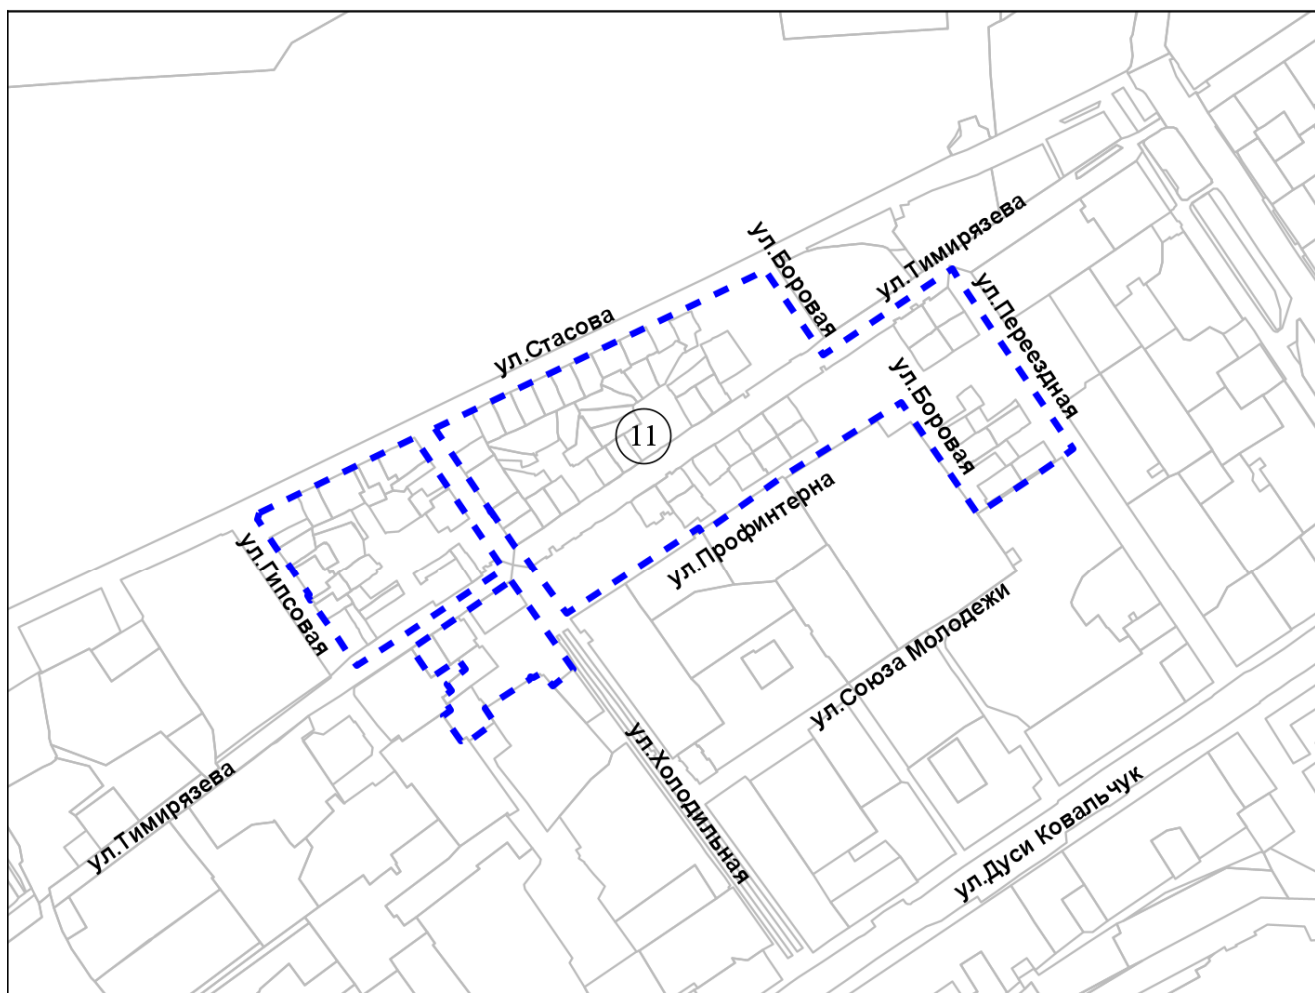 ул.Боровая
ул.Тимирязева
ул.Стасова
ул.Переездная
ул.Боровая
11
ул.Профинтерна
ул.Гипсовая
ул.Союза Молодежи
ул.Холодильная
ул.Тимирязева
ул.Дуси Ковальчук